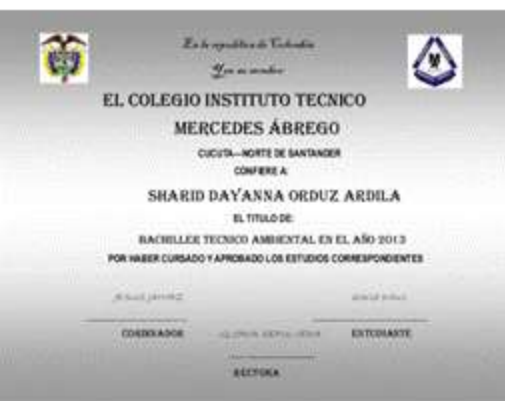 En la republica de Colombia
Y en su nombre
EL COLEGIO INSTITUTO TECNICO
MERCEDES ÁBREGO
CUCUTA—NORTE DE SANTANDER
CONFIERE A:
SHARID DAYANNA ORDUZ ARDILA
EL TITULO DE:
BACHILLER TECNICO AMBIENTAL EN EL AÑO 2013
POR HABER CURSADO Y APROBADO LOS ESTUDIOS CORRESPONDIENTES
COORDINADOR ESTUDIANTE
RECTORA